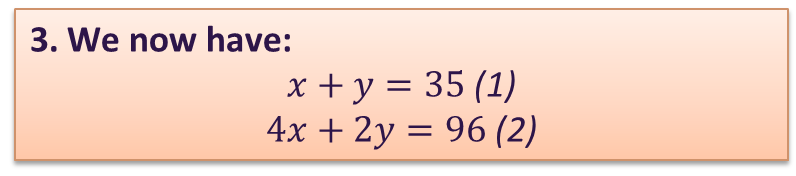 3. We now have:
x + y = 35 (1)
4x + 2y = 96 (2)